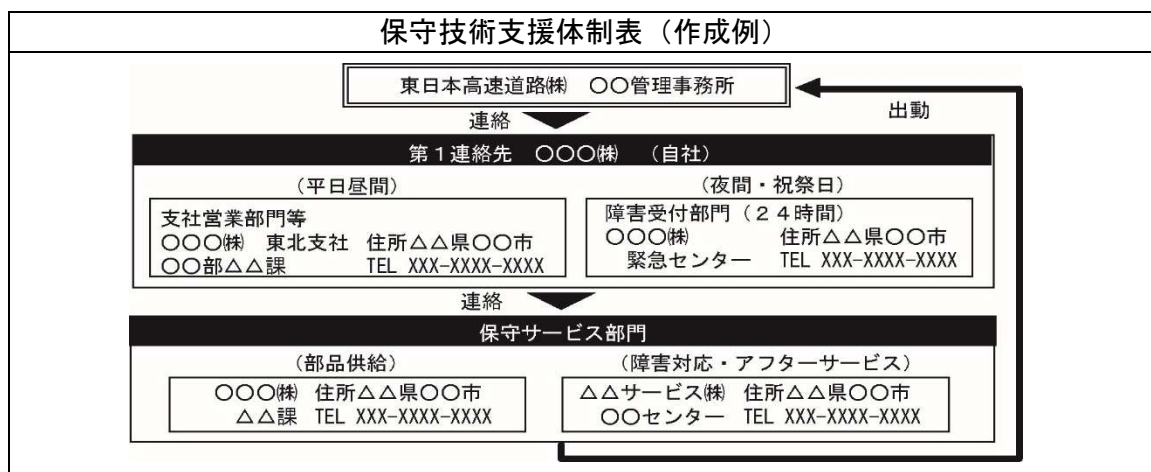 保守技術支援体制表（作成例）
東日本高速道路㈱　〇〇管理事務所
出動
連絡
第１連絡先　〇〇〇㈱　（自社）
（平日昼間）
支社営業部門等
〇〇〇㈱　東北支社　住所△△県〇〇市
〇〇部△△課　TEL XXX-XXXX-XXXX
（夜間・祝祭日）
障害受付部門（２４時間）
〇〇〇㈱　住所△△県〇〇市
緊急センター　TEL XXX-XXXX-XXXX
連絡
保守サービス部門
（部品供給）
〇〇〇㈱　住所△△県〇〇市
△△課　TEL XXX-XXXX-XXXX
（障害対応・アフターサービス）
△△サービス㈱　住所△△県〇〇市
〇〇センター　TEL XXX-XXXX-XXXX